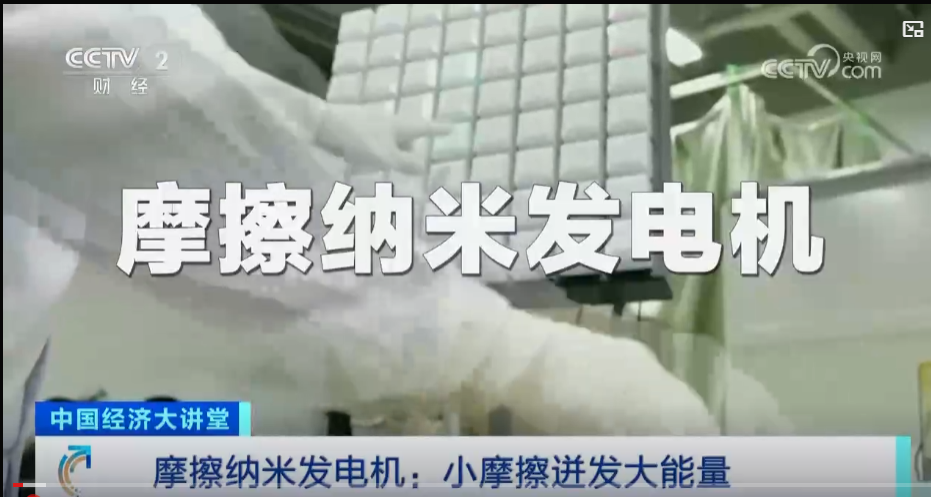 CCTV 2
财 经
CCTV 央视网
com
摩擦纳米发电机
中国经济大讲堂
摩擦纳米发电机：小摩擦迸发大能量